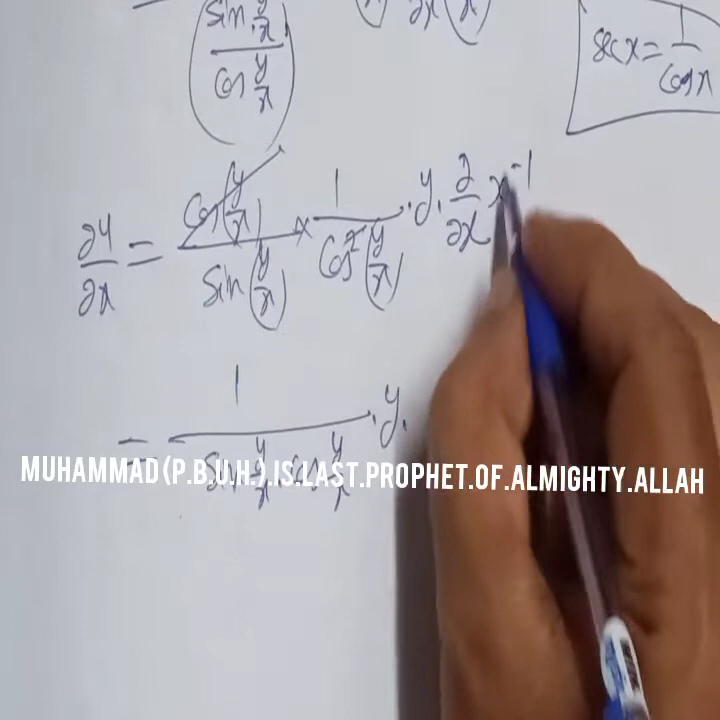 sin y/x
cos y/x
∂x (x)
sec x = 1/cos x
∂u/∂x = cos(y/x)/sin(y/x) × 1/cos²(y/x) . y . ∂/∂x x⁻¹
= 1/(sin y/x cos y/x) . y .
MUHAMMAD (P.B.U.H.).IS.LAST.PROPHET.OF.ALMIGHTY.ALLAH